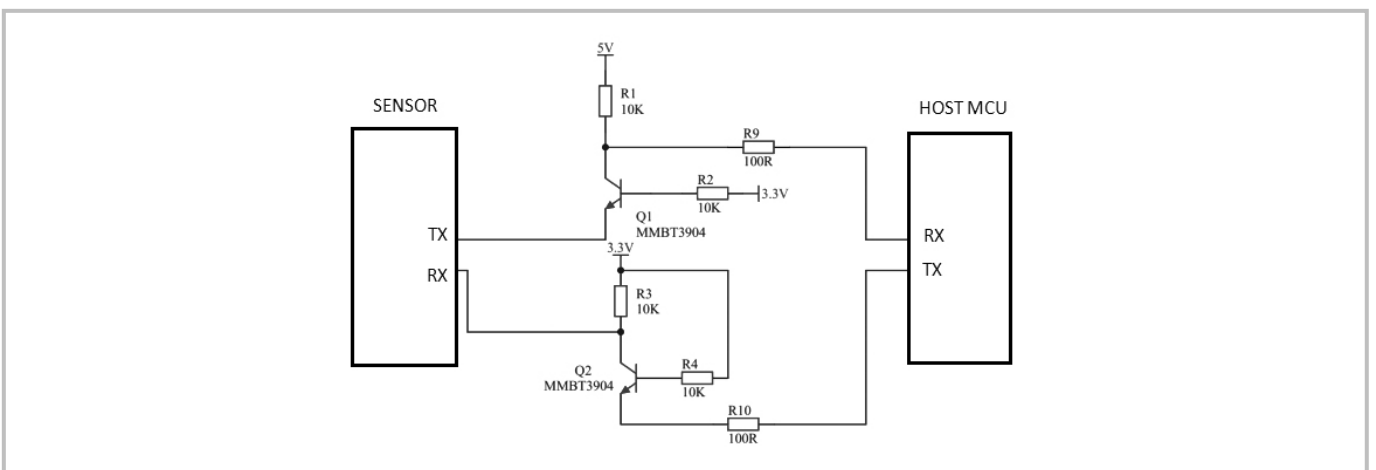 5V
R1
10K
SENSOR
HOST MCU
R9
100R
R2
10K
3.3V
Q1
MMBT3904
TX
RX
3.3V
RX
TX
R3
10K
Q2
MMBT3904
R4
10K
R10
100R